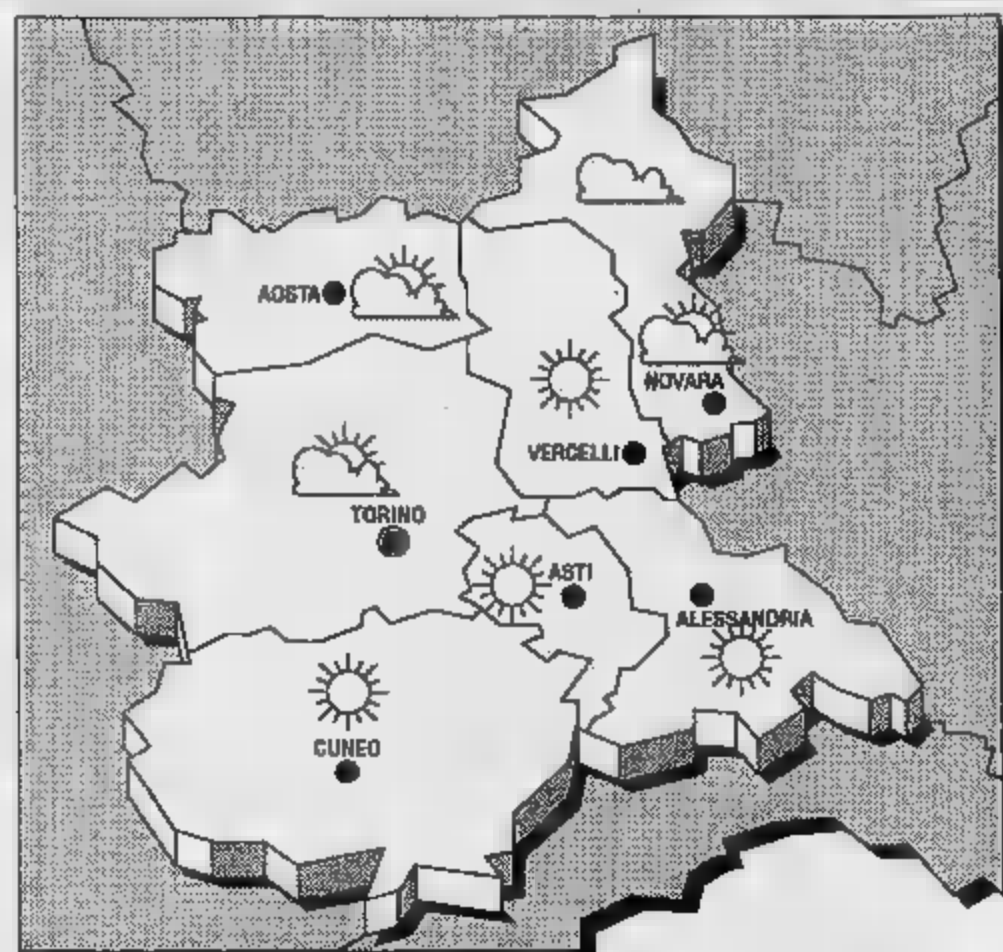 AOSTA
NOVARA
VERCELLI
TORINO
ASTI
ALESSANDRIA
CUNEO